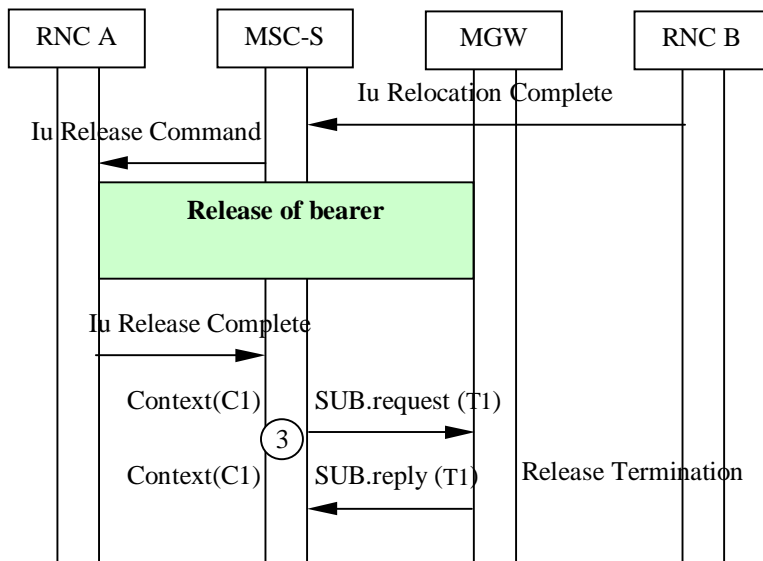 RNC A
MSC-S
MGW
RNC B
Iu Relocation Complete
Iu Release Command
Release of bearer
Iu Release Complete
Context(C1)
SUB.request (T1)
3
Context(C1)
SUB.reply (T1)
Release Termination